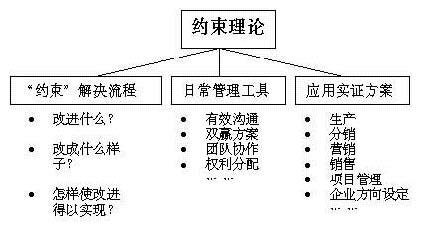 约束理论
“约束”解决流程
• 改进什么？
• 改成什么样
子？
• 怎样使改进
得以实现？
日常管理工具
• 有效沟通
• 双赢方案
• 团队协作
• 权利分配
… …
应用实证方案
• 生产
• 分销
• 营销
• 销售
• 项目管理
• 企业方向设定
… …